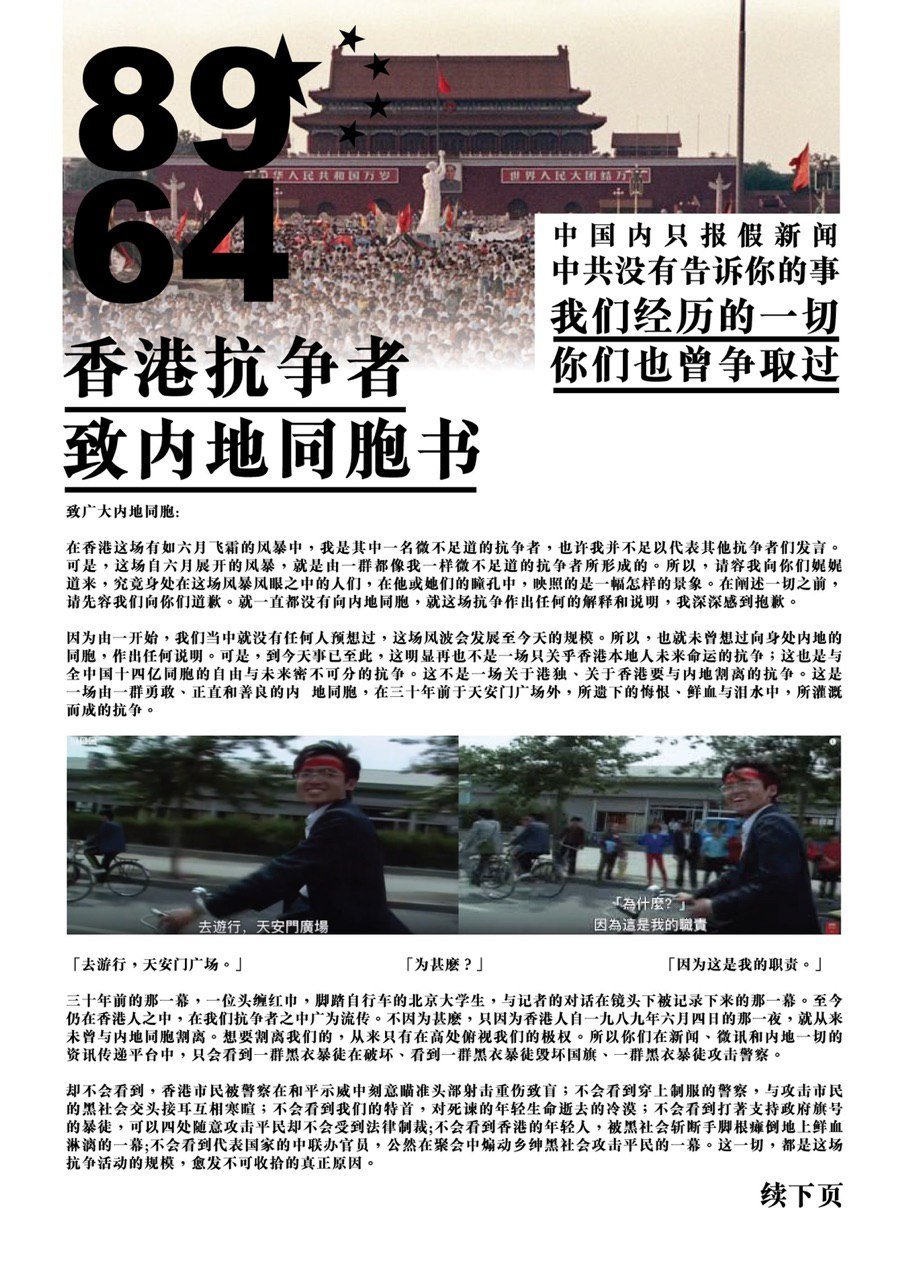 89
64
中华人民共和国万岁
世界人民大团结万岁
中国内只报假新闻
中共没有告诉你的事
我们经历的一切
你们也曾争取过
香港抗争者
致内地同胞书
致广大内地同胞:
在香港这场有如六月飞霜的风暴中，我是其中一名微不足道的抗争者，也许我并不足以代表其他抗争者们发言。
可是，这场自六月展开的风暴，就是由一群都像我一样微不足道的抗争者所形成的。所以，请容我向你们娓娓
道来，究竟身处在这场风暴风眼之中的人们，在他或她们的瞳孔中，映照的是一幅怎样的景象。在阐述一切之前，
请先容我们向你们道歉。就一直都没有向内地同胞，就这场抗争作出任何的解释和说明，我深深感到抱歉。
因为由一开始，我们当中就没有任何人预想过，这场风波会发展至今天的规模。所以，也就未曾想过向身处内地的
同胞，作出任何说明。可是，到今天事已至此，这明显再也不是一场只关乎香港本地人未来命运的抗争；这也是与
全中国十四亿同胞的自由与未来密不可分的抗争。这不是一场关于港独、关于香港要与内地割离的抗争。这是
一场由一群勇敢、正直和善良的内 地同胞，在三十年前于天安门广场外，所遗下的悔恨、鲜血与泪水中，所灌溉
而成的抗争。
去遊行，天安門廣場
「為什麼？」
因為這是我的職責
「去游行，天安门广场。」 「为甚麽？」 「因为这是我的职责。」
三十年前的那一幕，一位头缠红巾，脚踏自行车的北京大学生，与记者的对话在镜头下被记录下来的那一幕。至今
仍在香港人之中，在我们抗争者之中广为流传。不因为甚麽，只因为香港人自一九八九年六月四日的那一夜，就从来
未曾与内地同胞割离。想要割离我们的，从来只有在高处俯视我们的极权。所以你们在新闻、微讯和内地一切的
资讯传递平台中，只会看到一群黑衣暴徒在破坏、看到一群黑衣暴徒毁坏国旗、一群黑衣暴徒攻击警察。
却不会看到，香港市民被警察在和平示威中刻意瞄准头部射击重伤致盲；不会看到穿上制服的警察，与攻击市民
的黑社会交头接耳互相寒暄；不会看到我们的特首，对死谏的年轻生命逝去的冷漠；不会看到打著支持政府旗号
的暴徒，可以四处随意攻击平民却不会受到法律制裁;不会看到香港的年轻人，被黑社会斩断手脚根瘫倒地上鲜血
淋漓的一幕;不会看到代表国家的中联办官员，公然在聚会中煽动乡绅黑社会攻击平民的一幕。这一切，都是这场
抗争活动的规模，愈发不可收拾的真正原因。
续下页